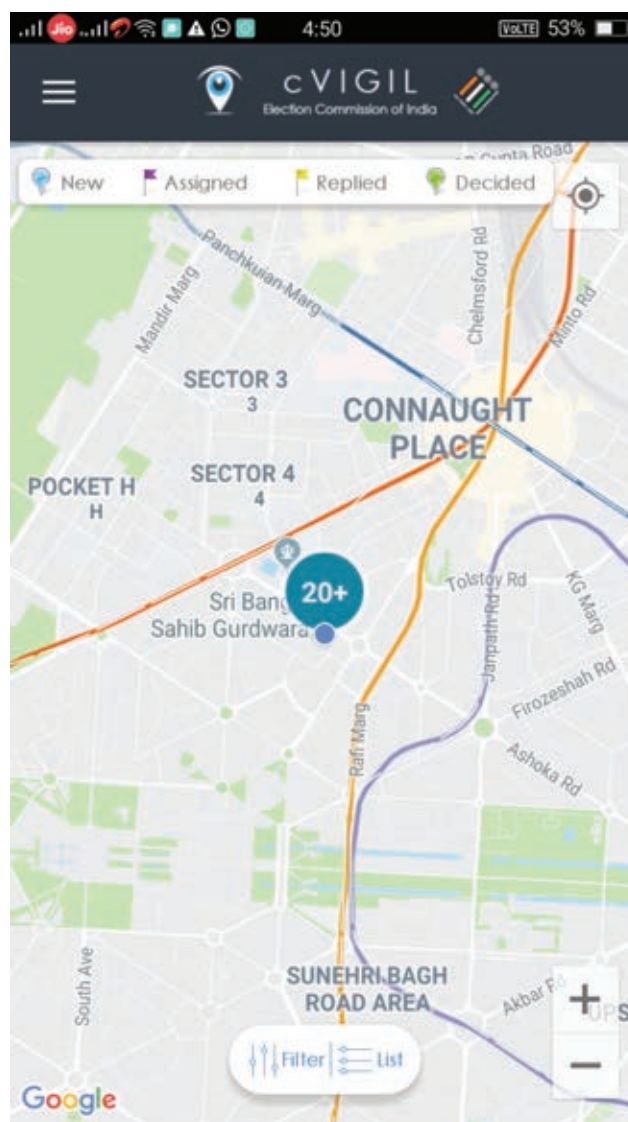 Jio 4:50 VoLTE 53%
cVIGIL
Election Commission of India
Gupta Road
New Assigned Replied Decided
Panchkuian Marg
Mandir Marg
Chelmsford Rd
Minto Rd
SECTOR 3
3
CONNAUGHT
PLACE
SECTOR 4
4
POCKET H
H
20+
Tolstoy Rd
KG Marg
Sri Bang
Sahib Gurdwara
Janpath Rd
Firozeshah Rd
Rafi Marg
Ashoka Rd
South Ave
SUNEHRI BAGH
ROAD AREA
Akbar Rd
+
UPS
Filter List
−
Google